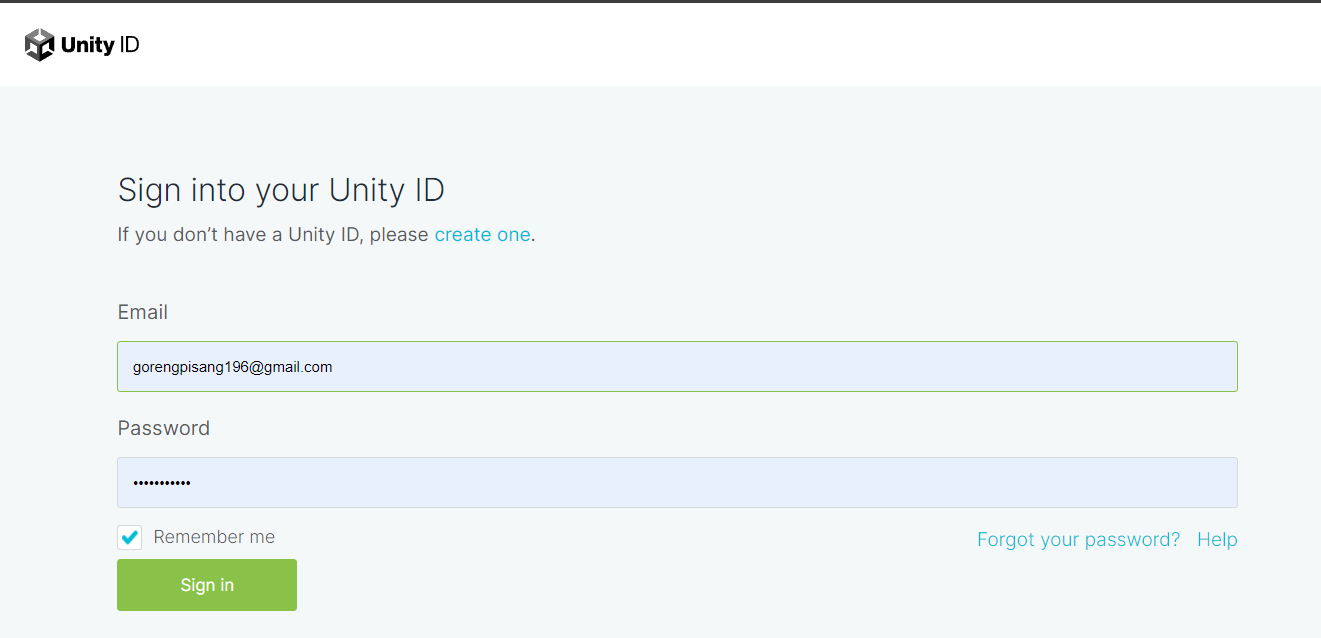 Unity ID
Sign into your Unity ID
If you don’t have a Unity ID, please create one.
Email
gorengpisang196@gmail.com
Password
•••••••••••
Remember me
Forgot your password? Help
Sign in